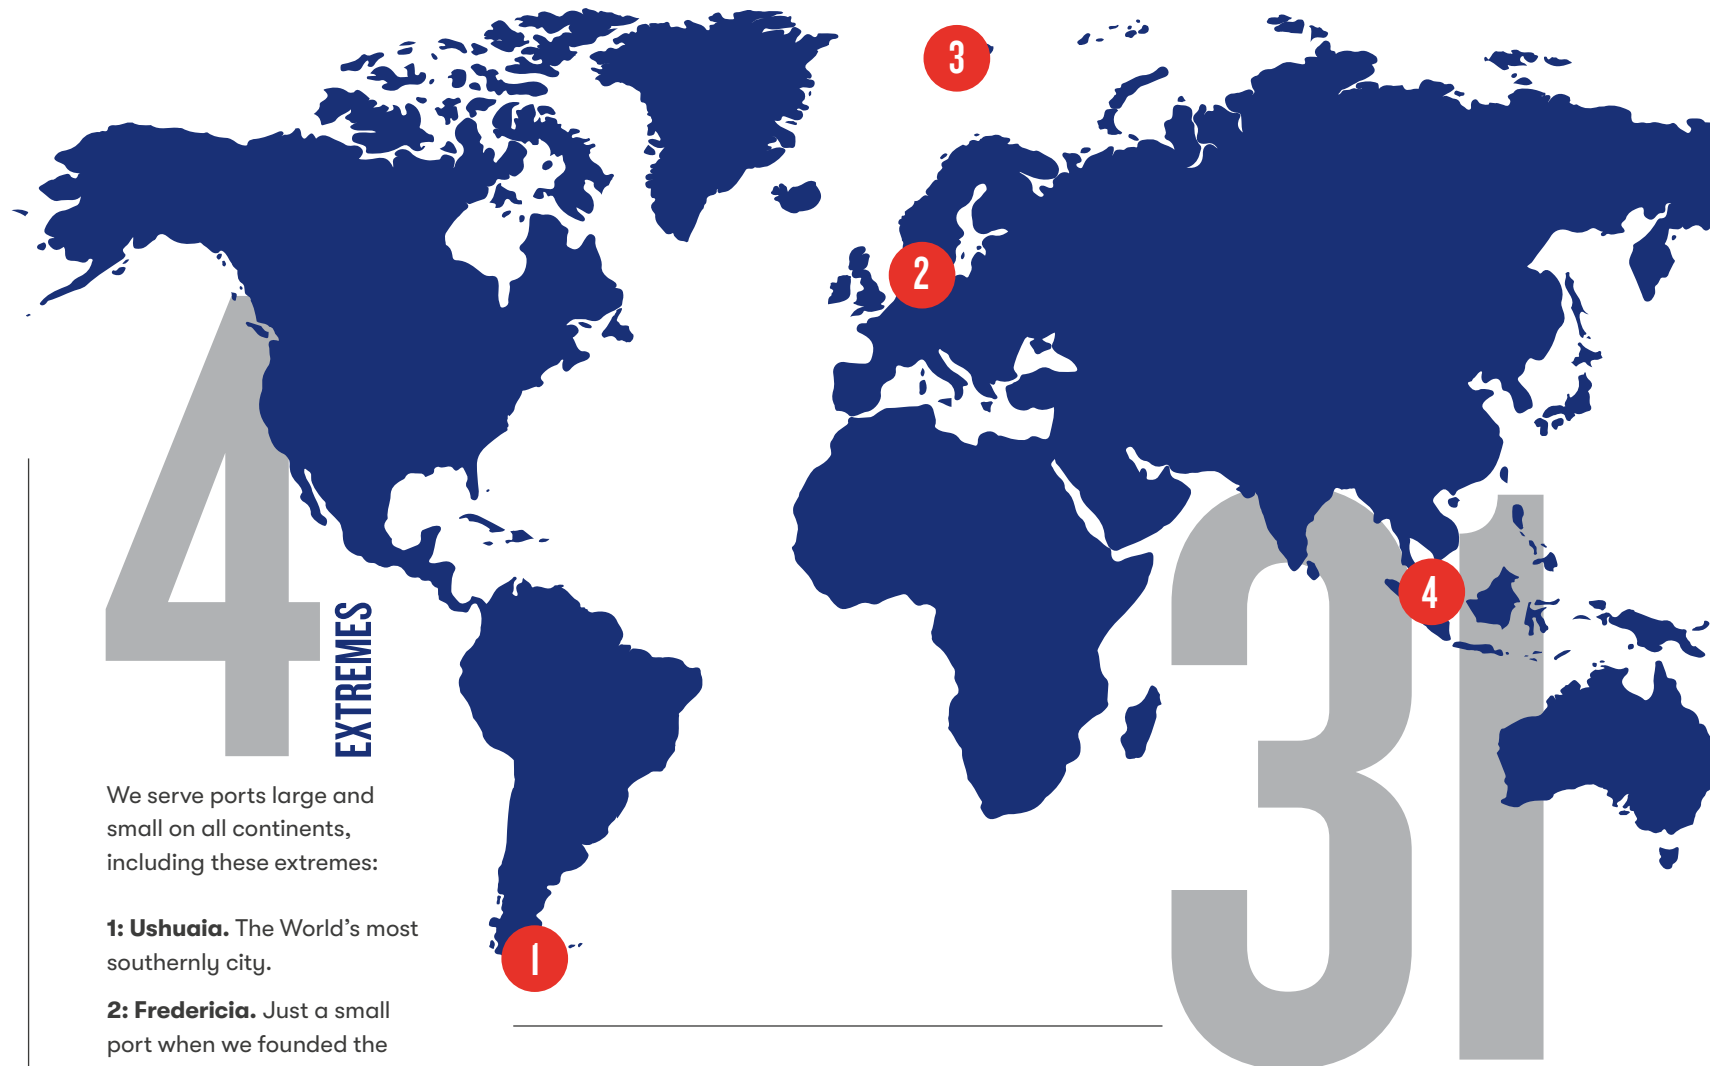 3
2
4
31
4
EXTREMES
We serve ports large and
small on all continents,
including these extremes:
1: Ushuaia. The World’s most
southernly city.
2: Fredericia. Just a small
port when we founded the
1